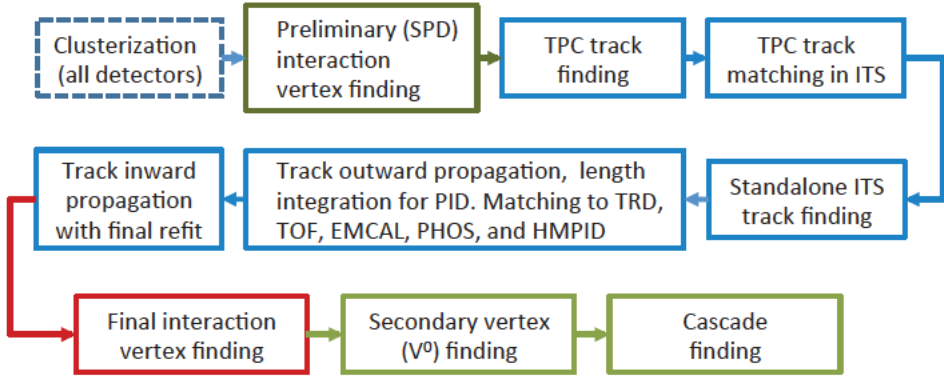 Clusterization
(all detectors)
Preliminary (SPD)
interaction
vertex finding
TPC track
finding
TPC track
matching in ITS
Standalone ITS
track finding
Track outward propagation, length
integration for PID. Matching to TRD,
TOF, EMCAL, PHOS, and HMPID
Track inward
propagation
with final refit
Final interaction
vertex finding
Secondary vertex
(V⁰) finding
Cascade
finding